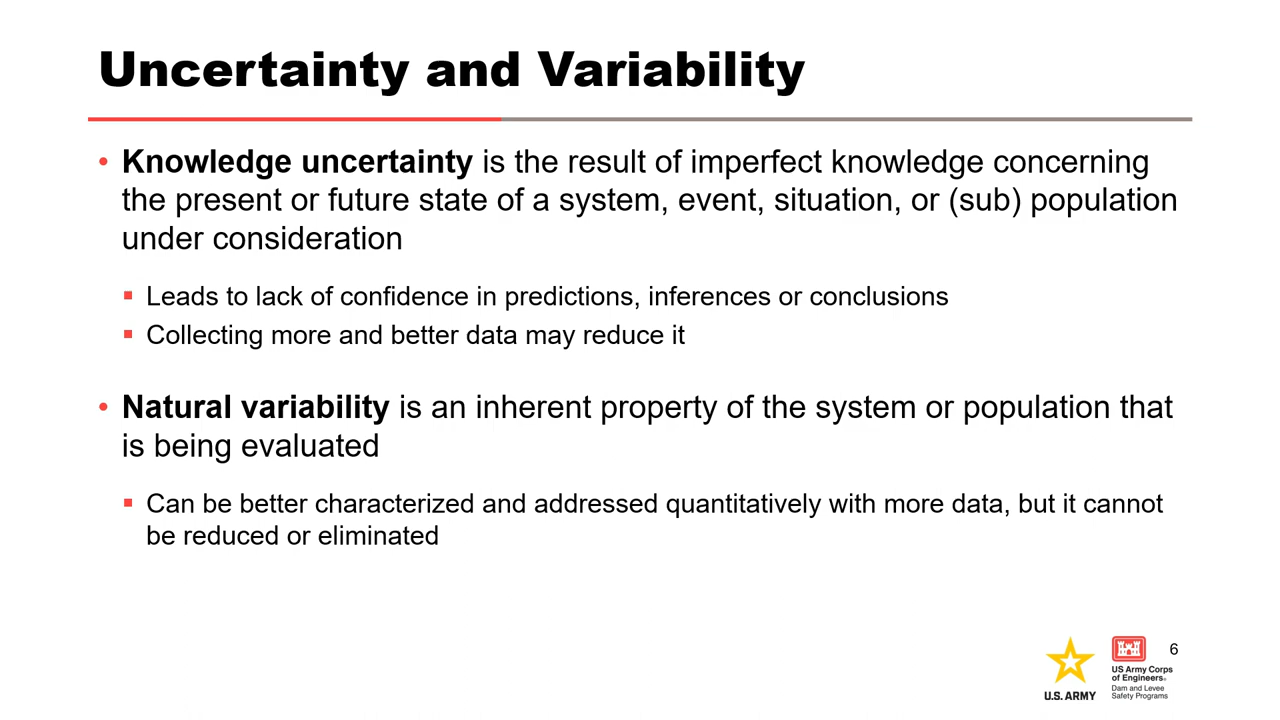 Uncertainty and Variability
• Knowledge uncertainty is the result of imperfect knowledge concerning
the present or future state of a system, event, situation, or (sub) population
under consideration
▪ Leads to lack of confidence in predictions, inferences or conclusions
▪ Collecting more and better data may reduce it
• Natural variability is an inherent property of the system or population that
is being evaluated
▪ Can be better characterized and addressed quantitatively with more data, but it cannot
be reduced or eliminated
U.S. ARMY
US Army Corps
of Engineers®
Dam and Levee
Safety Programs
6